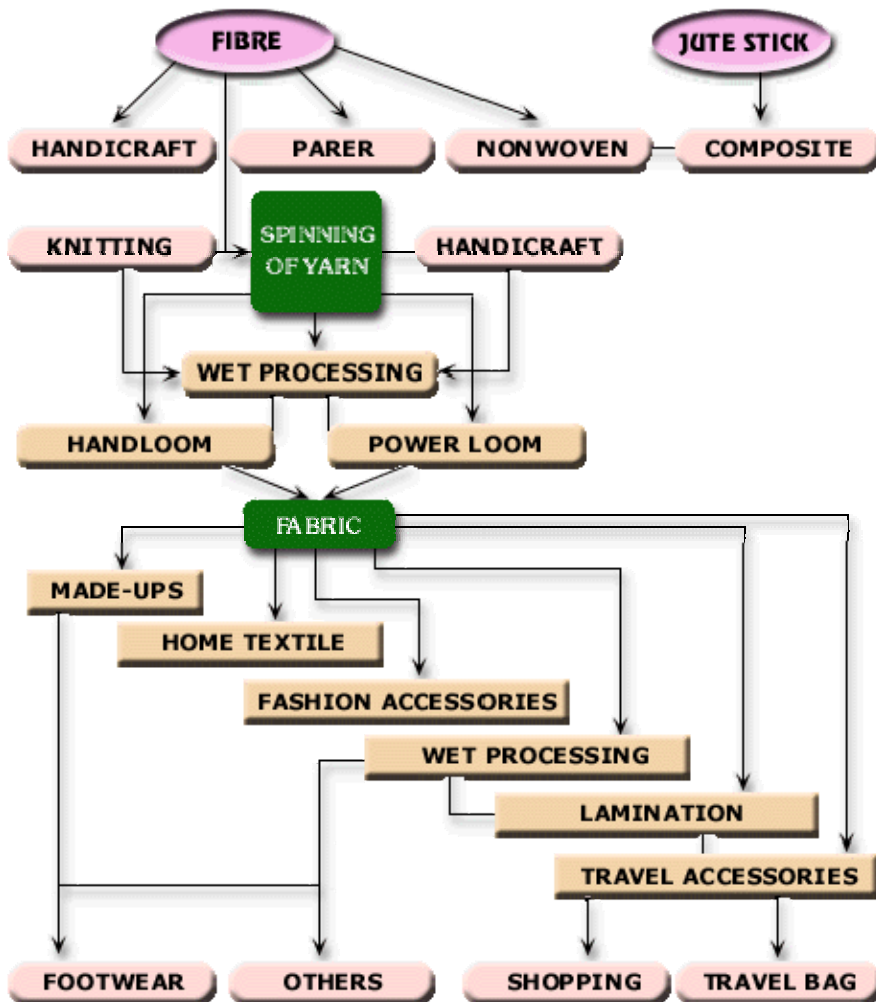 FIBRE
JUTE STICK
HANDICRAFT
PARER
NONWOVEN
COMPOSITE
KNITTING
SPINNING
OF YARN
HANDICRAFT
WET PROCESSING
HANDLOOM
POWER LOOM
FABRIC
MADE-UPS
HOME TEXTILE
FASHION ACCESSORIES
WET PROCESSING
LAMINATION
TRAVEL ACCESSORIES
FOOTWEAR
OTHERS
SHOPPING
TRAVEL BAG